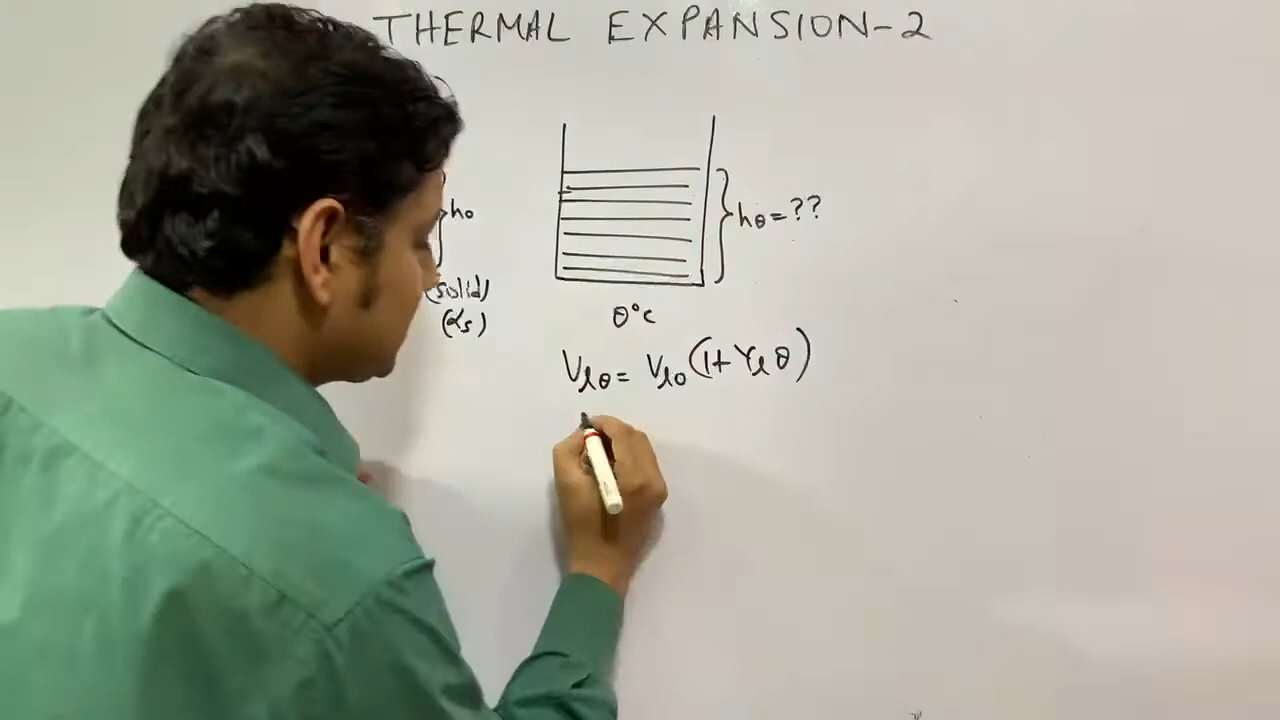 THERMAL EXPANSION-2
h₀
hθ=??
(solid)
(αs)
θ°c
Vlθ = Vl0 (1+γlθ)